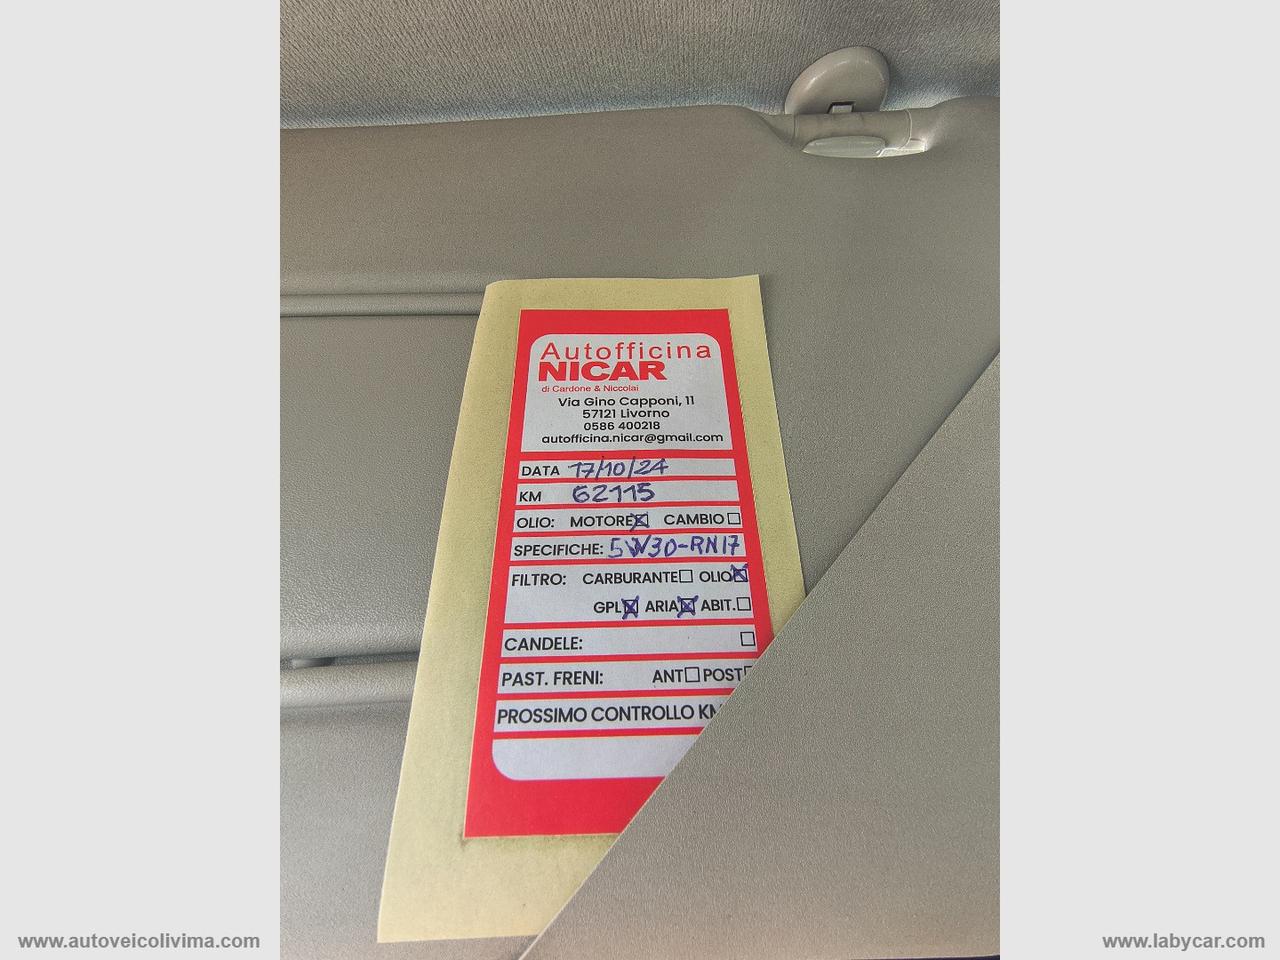 Autofficina
NICAR
di Cardone & Niccolai
Via Gino Capponi, 11
57121 Livorno
0586 400218
autofficina.nicar@gmail.com
DATA 17/10/24
KM 62115
OLIO: MOTORE CAMBIO
SPECIFICHE: 5W30-RN17
FILTRO: CARBURANTE OLIO
GPL ARIA ABIT.
CANDELE:
PAST. FRENI: ANT POST
PROSSIMO CONTROLLO KM
www.autoveicolivima.com
www.labycar.com